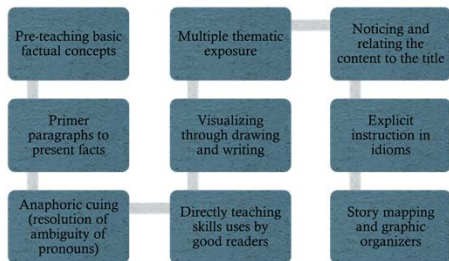 Pre-teaching basic
factual concepts
Primer
paragraphs to
present facts
Anaphoric cuing
(resolution of
ambiguity of
pronouns)
Directly teaching
skills uses by
good readers
Visualizing
through drawing
and writing
Multiple thematic
exposure
Noticing and
relating the
content to the title
Explicit
instruction in
idioms
Story mapping
and graphic
organizers